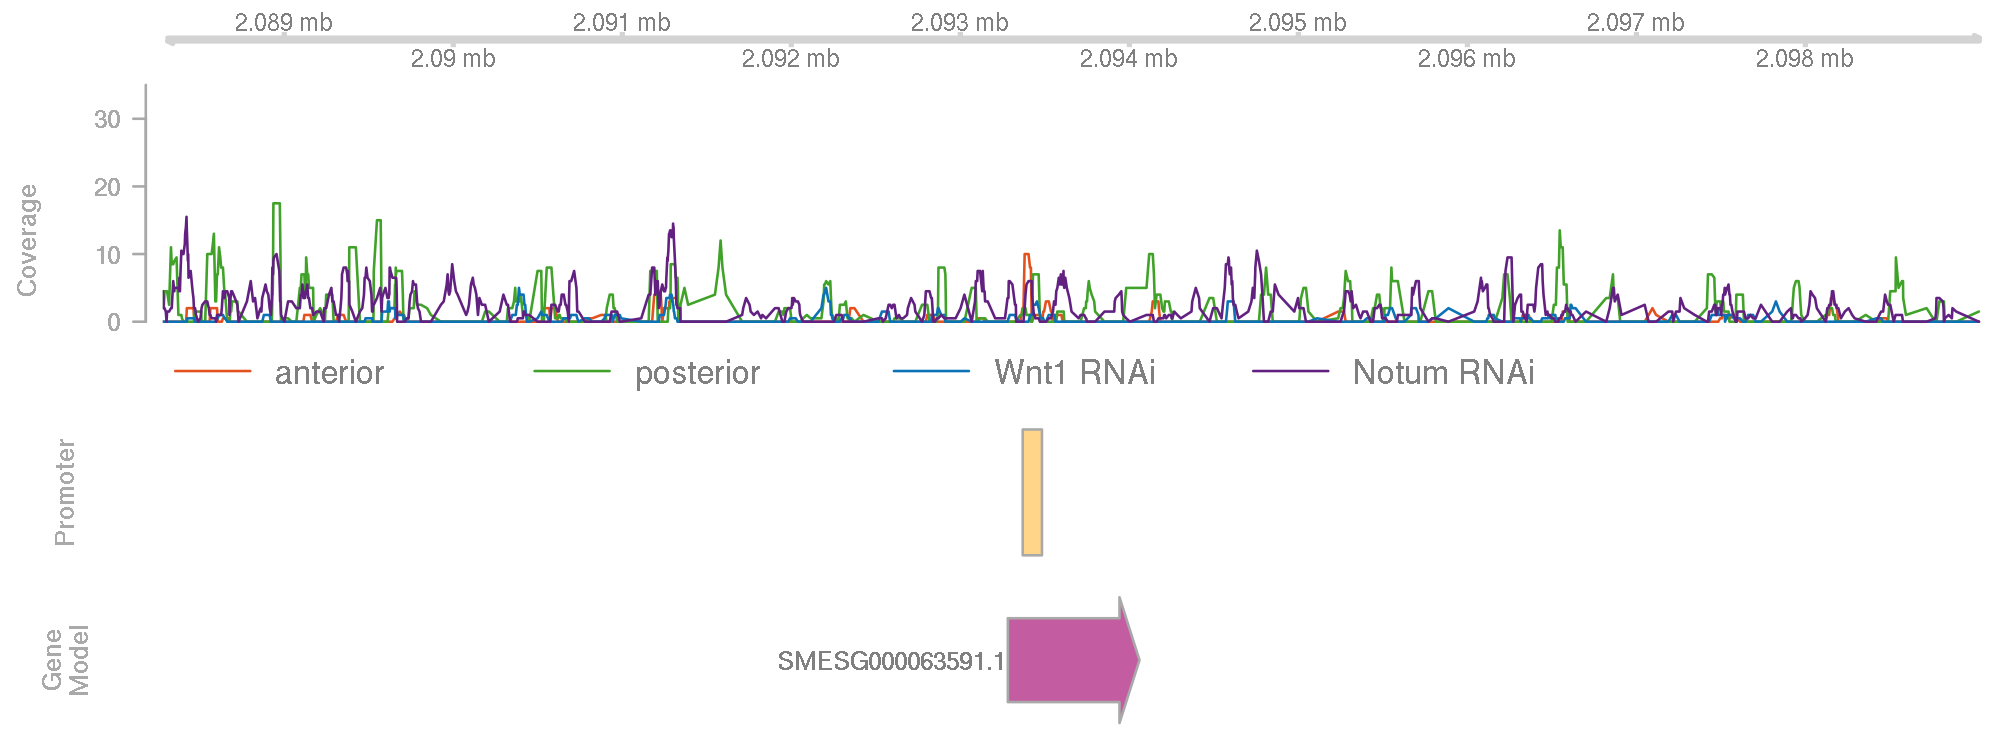 2.089 mb 2.091 mb 2.093 mb 2.095 mb 2.097 mb
2.09 mb 2.092 mb 2.094 mb 2.096 mb 2.098 mb
Coverage
30
20
10
0
anterior posterior Wnt1 RNAi Notum RNAi
Promoter
Gene
Model
SMESG000063591.1